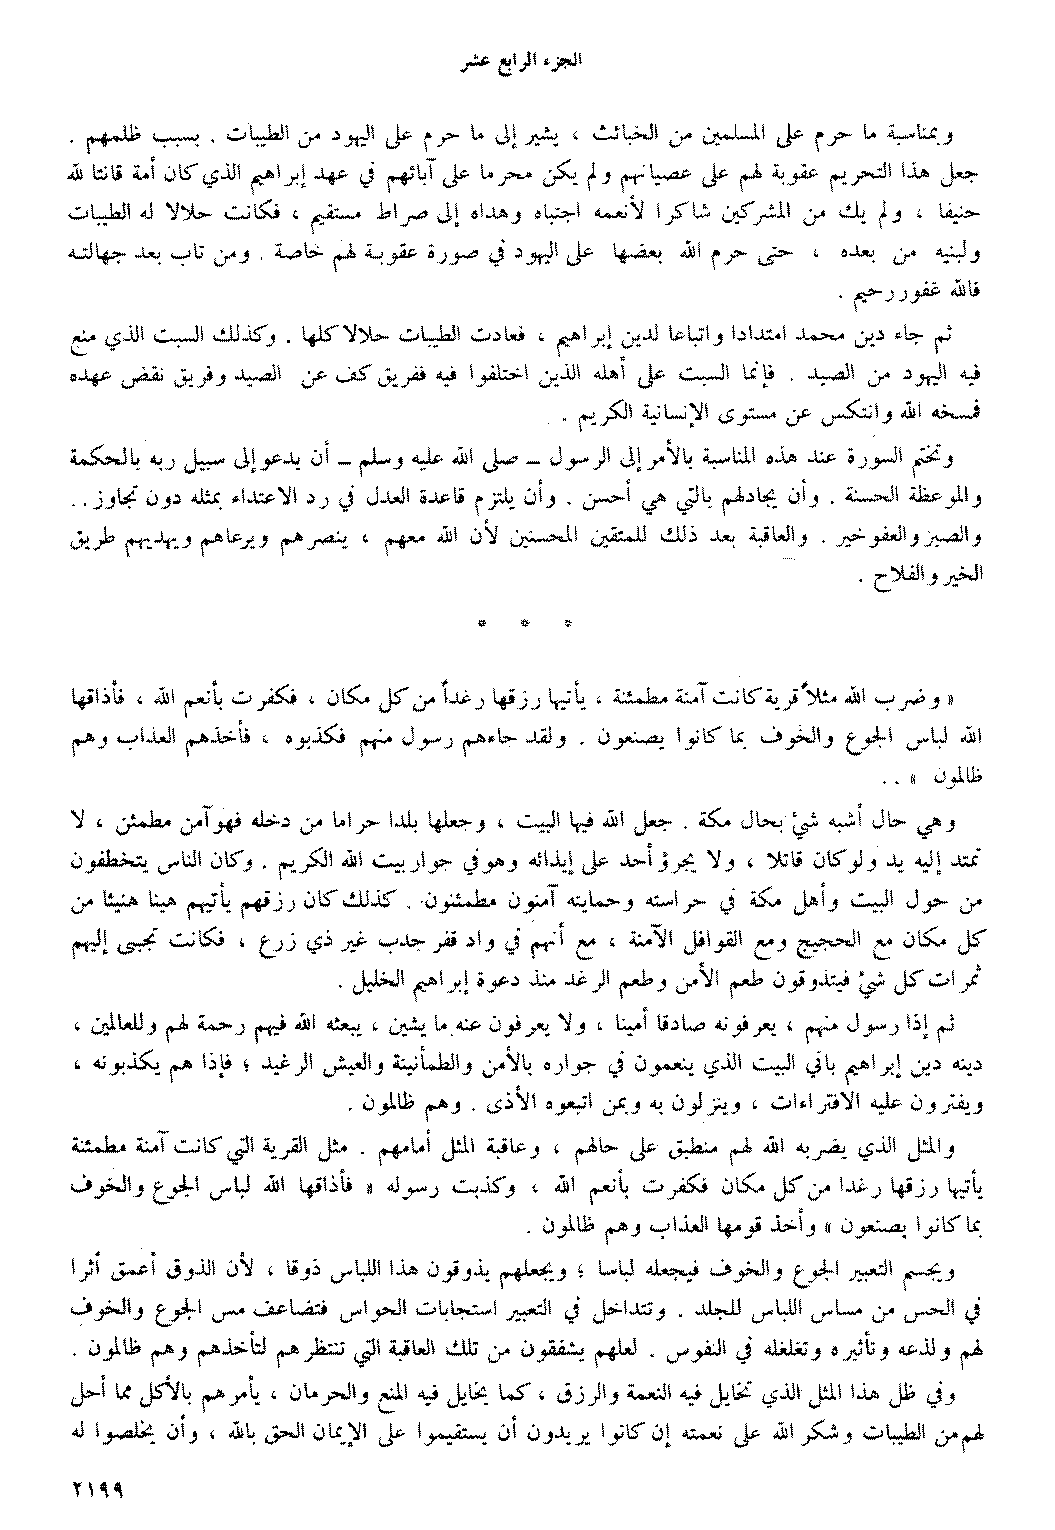 الجزء الرابع عشر
وبمناسبة ما حرم على المسلمين من الخبائث ، يشير إلى ما حرم على اليهود من الطيبات . بسبب ظلمهم .
جعل هذا التحريم عقوبة لهم على عصيانهم ولم يكن محرما على آبائهم في عهد إبراهيم الذي كان أمة قانتا لله
حنيفا ، ولم يك من المشركين شاكرا لأنعمه اجتباه وهداه إلى صراط مستقيم ، فكانت حلالا له الطيبات
ولبنيه من بعده ، حتى حرم الله بعضها على اليهود في صورة عقوبة لهم خاصة . ومن تاب بعد جهالته
فالله غفور رحيم .
ثم جاء دين محمد امتدادا واتباعا لدين إبراهيم ، فعادت الطيبات حلالا كلها . وكذلك السبت الذي منع
فيه اليهود من الصيد . فإنما السبت على أهله الذين اختلفوا فيه ففريق كف عن الصيد وفريق نقض عهده
فمسخه الله وانتكس عن مستوى الإنسانية الكريم .
وتختم السورة عند هذه المناسبة بالأمر إلى الرسول – صلى الله عليه وسلم – أن يدعو إلى سبيل ربه بالحكمة
والموعظة الحسنة . وأن يجادلهم بالتي هي أحسن . وأن يلتزم قاعدة العدل في رد الاعتداء بمثله دون تجاوز . .
والصبر والعفو خير . والعاقبة بعد ذلك للمتقين المحسنين لأن الله معهم ، ينصرهم ويرعاهم ويهديهم طريق
الخير والفلاح .
* * *
« وضرب الله مثلاً قرية كانت آمنة مطمئنة ، يأتيها رزقها رغداً من كل مكان ، فكفرت بأنعم الله ، فأذاقها
الله لباس الجوع والخوف بما كانوا يصنعون . ولقد جاءهم رسول منهم فكذبوه ، فأخذهم العذاب وهم
ظالمون » . .
وهي حال أشبه شيء بحال مكة . جعل الله فيها البيت ، وجعلها بلدا حراما من دخله فهو آمن مطمئن ، لا
تمتد إليه يد ولو كان قاتلا ، ولا يجرؤ أحد على إيذائه وهو في جوار بيت الله الكريم . وكان الناس يتخطفون
من حول البيت وأهل مكة في حراسته وحمايته آمنون مطمئنون . كذلك كان رزقهم يأتيهم هينا هنيئا من
كل مكان مع الحجيج ومع القوافل الآمنة ، مع أنهم في واد قفر جدب غير ذي زرع ، فكانت تجبى إليهم
ثمرات كل شيء فيتذوقون طعم الأمن وطعم الرغد منذ دعوة إبراهيم الخليل .
ثم إذا رسول منهم ، يعرفونه صادقا أمينا ، ولا يعرفون عنه ما يشين ، يبعثه الله فيهم رحمة لهم وللعالمين ،
دينه دين إبراهيم باني البيت الذي ينعمون في جواره بالأمن والطمأنينة والعيش الرغيد ؛ فإذا هم يكذبونه ،
ويفترون عليه الافتراءات ، وينزلون به وبمن اتبعوه الأذى . وهم ظالمون .
والمثل الذي يضربه الله لهم منطبق على حالهم ، وعاقبة المثل أمامهم . مثل القرية التي كانت آمنة مطمئنة
يأتيها رزقها رغدا من كل مكان فكفرت بأنعم الله ، وكذبت رسوله « فأذاقها الله لباس الجوع والخوف
بما كانوا يصنعون » وأخذ قومها العذاب وهم ظالمون .
ويجسم التعبير الجوع والخوف فيجعله لباسا ؛ ويجعلهم يذوقون هذا اللباس ذوقا ، لأن الذوق أعمق أثرا
في الحس من مساس اللباس للجلد . وتتداخل في التعبير استجابات الحواس فتضاعف مس الجوع والخوف
لهم ولذعه وتأثيره وتغلغله في النفوس . لعلهم يشفقون من تلك العاقبة التي تنتظرهم لتأخذهم وهم ظالمون .
وفي ظل هذا المثل الذي تخايل فيه النعمة والرزق ، كما يخايل فيه المنع والحرمان ، يأمرهم بالأكل مما أحل
لهم من الطيبات وشكر الله على نعمته إن كانوا يريدون أن يستقيموا على الإيمان الحق بالله ، وأن يخلصوا له
٢١٩٩